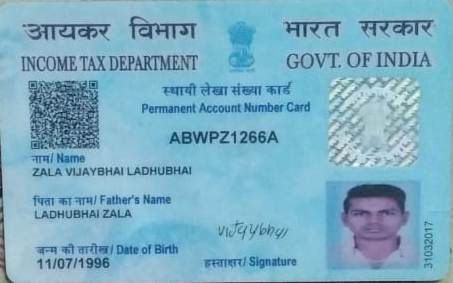 आयकर विभाग भारत सरकार
INCOME TAX DEPARTMENT GOVT. OF INDIA
स्थायी लेखा संख्या कार्ड
Permanent Account Number Card
ABWPZ1266A
नाम/ Name
ZALA VIJAYBHAI LADHUBHAI
पिता का नाम/ Father's Name
LADHUBHAI ZALA
जन्म की तारीख/ Date of Birth
11/07/1996
vijaybhai
हस्ताक्षर/ Signature
31032017